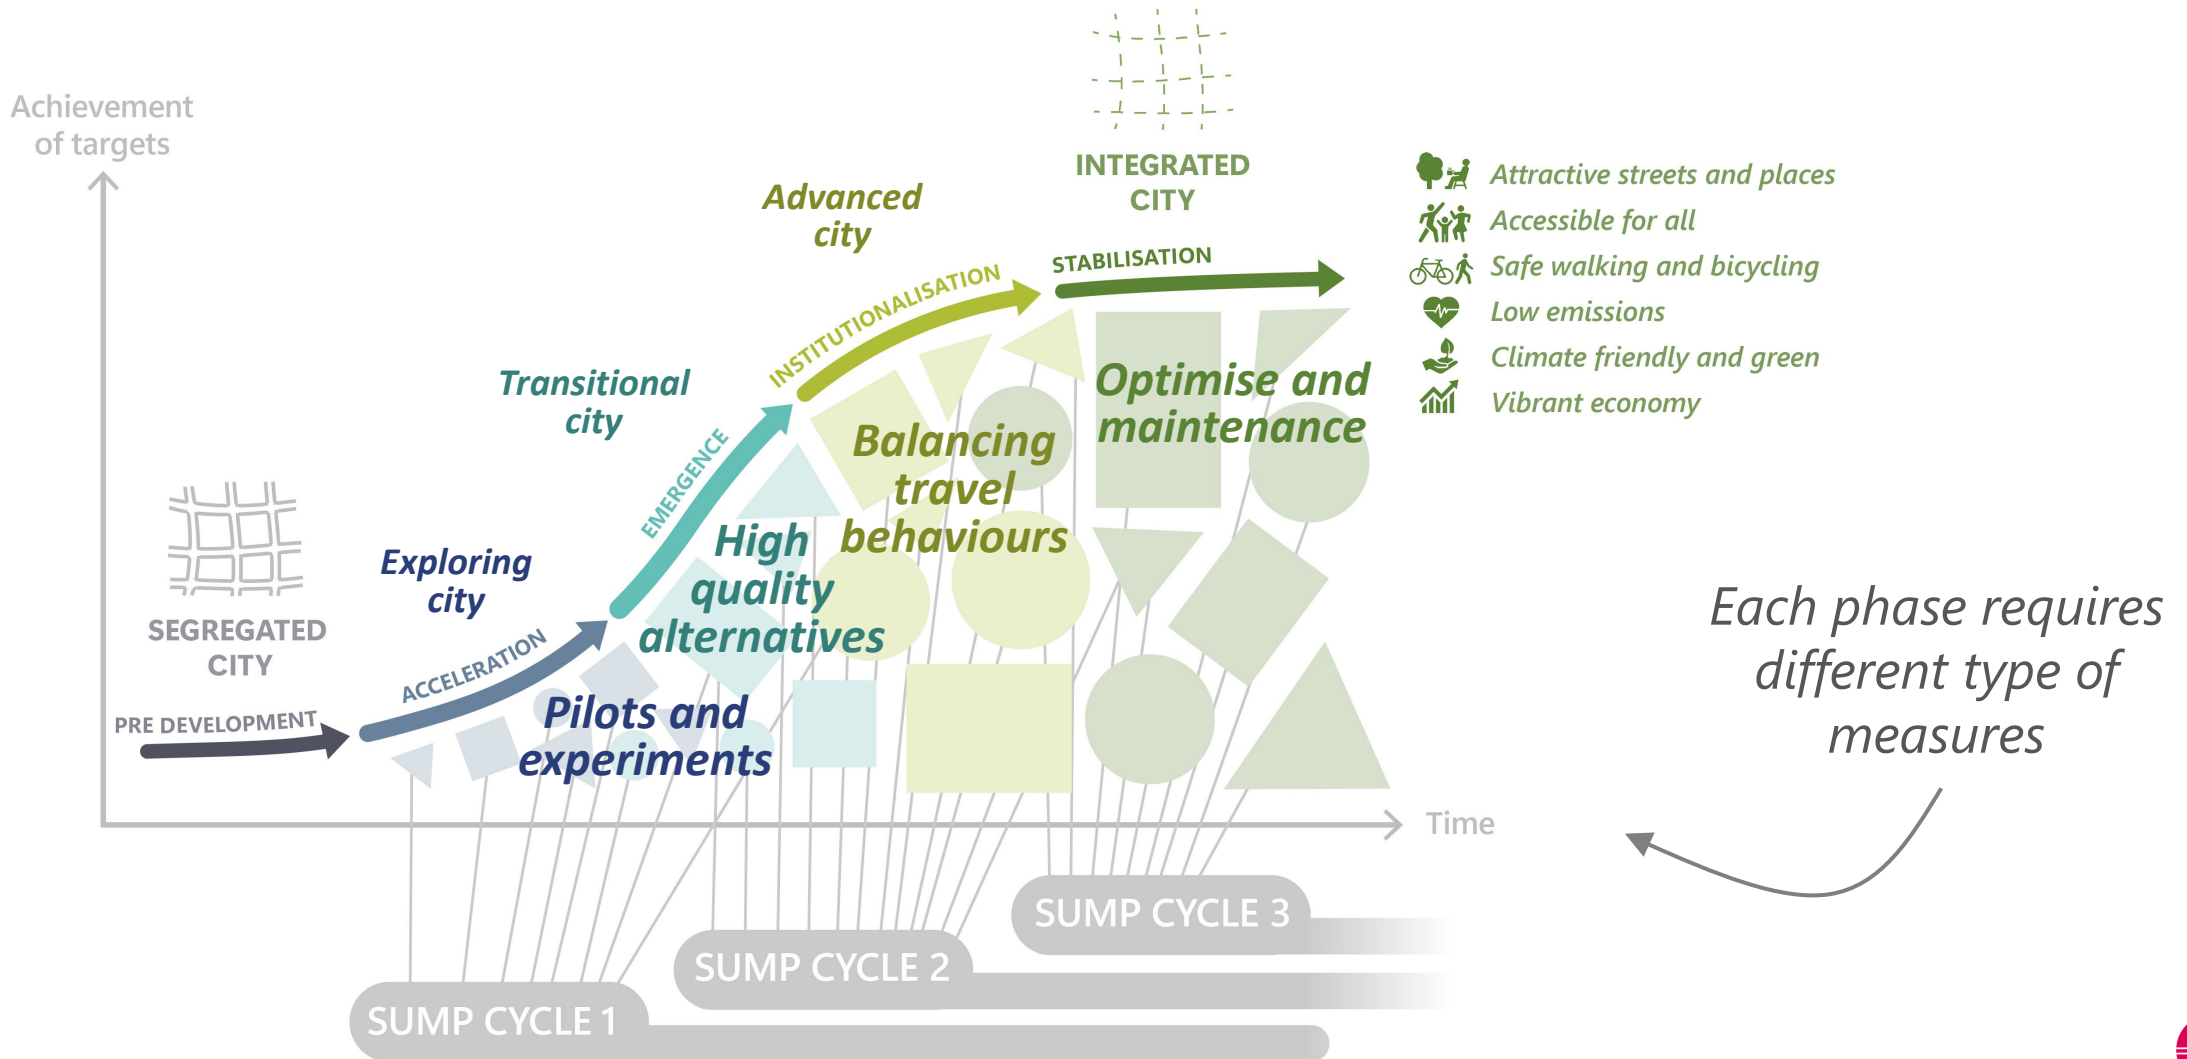 Achievement
of targets
INTEGRATED
CITY
Attractive streets and places
Accessible for all
Safe walking and bicycling
Low emissions
Climate friendly and green
Vibrant economy
Advanced
city
STABILISATION
INSTITUTIONALISATION
Transitional
city
Optimise and
maintenance
Balancing
travel
behaviours
EMERGENCE
High
quality
alternatives
Exploring
city
SEGREGATED
CITY
ACCELERATION
PRE DEVELOPMENT
Pilots and
experiments
Each phase requires
different type of
measures
Time
SUMP CYCLE 3
SUMP CYCLE 2
SUMP CYCLE 1